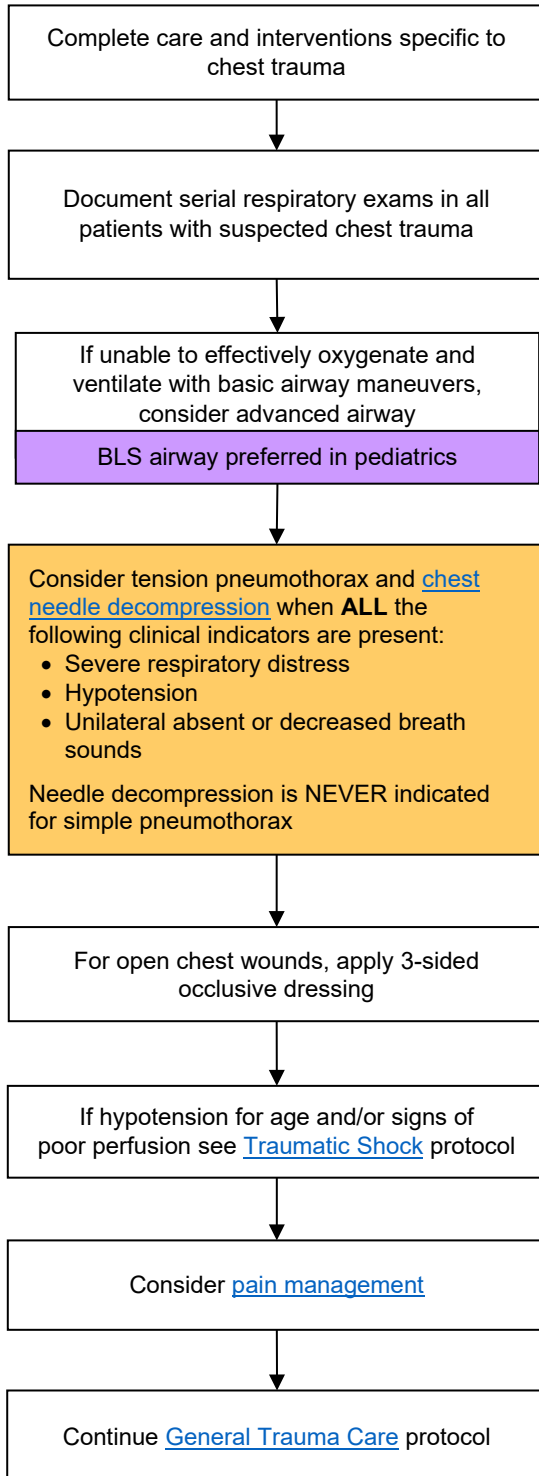 Complete care and interventions specific to
chest trauma
Document serial respiratory exams in all
patients with suspected chest trauma
If unable to effectively oxygenate and
ventilate with basic airway maneuvers,
consider advanced airway
BLS airway preferred in pediatrics
Consider tension pneumothorax and chest
needle decompression when ALL the
following clinical indicators are present:
• Severe respiratory distress
• Hypotension
• Unilateral absent or decreased breath
sounds
Needle decompression is NEVER indicated
for simple pneumothorax
For open chest wounds, apply 3-sided
occlusive dressing
If hypotension for age and/or signs of
poor perfusion see Traumatic Shock protocol
Consider pain management
Continue General Trauma Care protocol